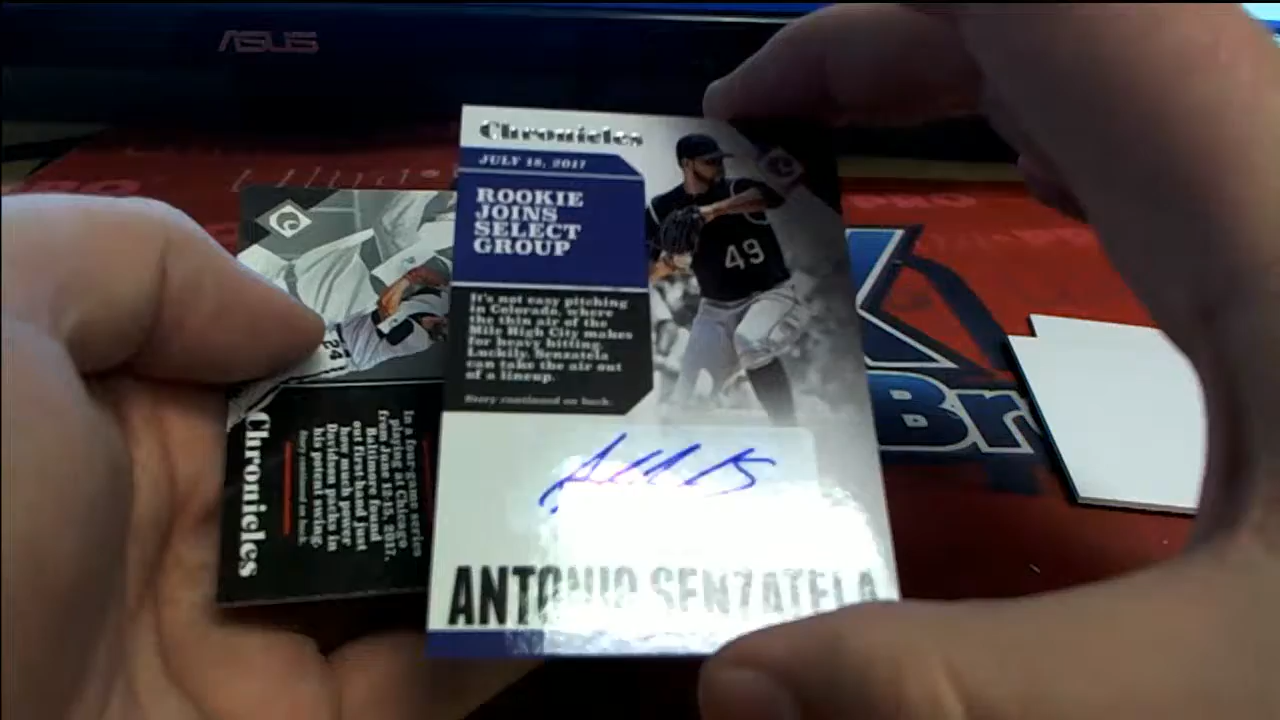 ASUS
Chronicles
JULY 18, 2017
ROOKIE
JOINS
SELECT
GROUP
It's not easy pitching
in Colorado, where
the thin air of the
Mile High City makes
for heavy hitting.
Luckily, Senzatela
can take the air out
of a lineup.
Story continued on back.
49
ANTONIO SENZATELA
24
In a four-game series
playing at Chicago
from June 12-15, 2017,
Baltimore found
out first-hand just
how much power
Davidson packs in
his potent swing.
Story continued on back.
Chronicles
PRO
Br